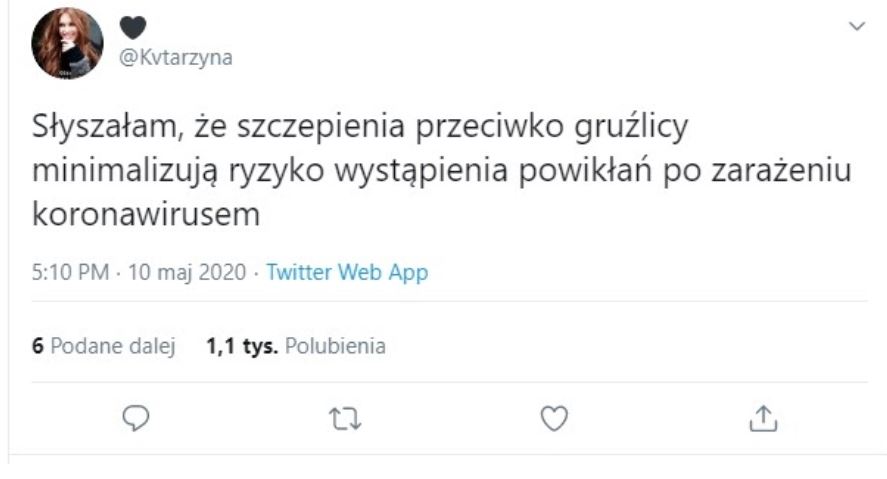 @Kvtarzyna
Słyszałam, że szczepienia przeciwko gruźlicy
minimalizują ryzyko wystąpienia powikłań po zarażeniu
koronawirusem
5:10 PM · 10 maj 2020 · Twitter Web App
6 Podane dalej 1,1 tys. Polubienia